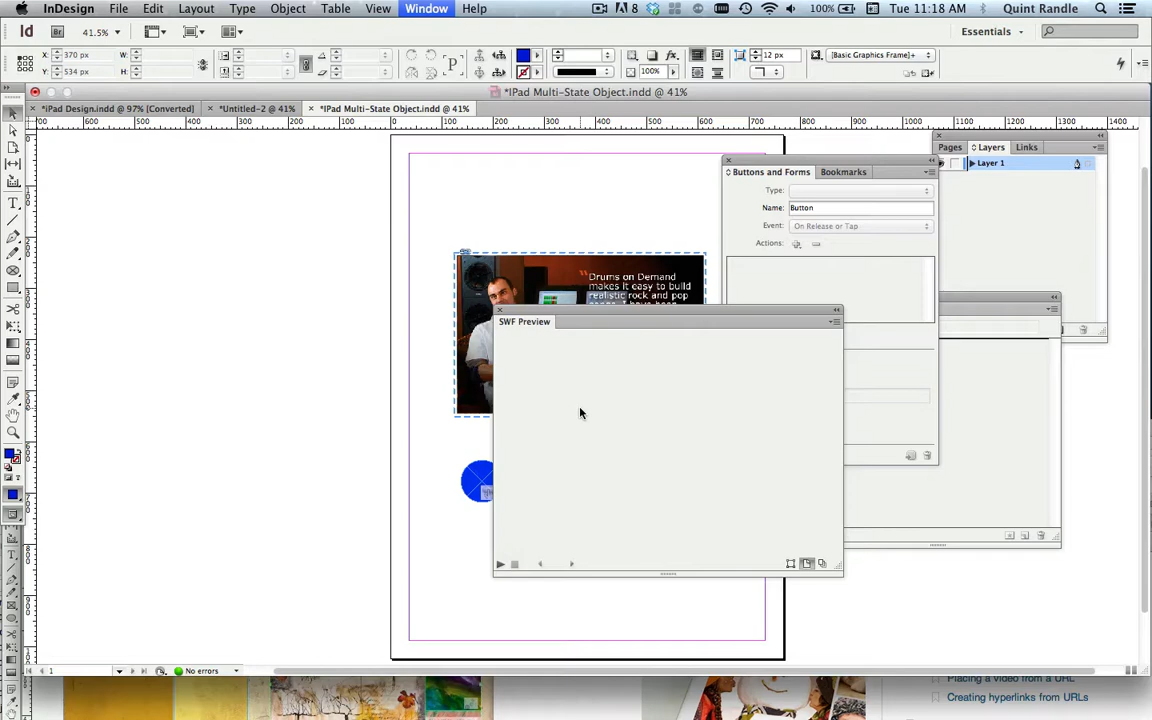 InDesign File Edit Layout Type Object Table View Window Help 8 100% Tue 11:18 AM Quint Randle
Id Br 41.5% Essentials
X: 370 px W: 12 px [Basic Graphics Frame]+
Y: 534 px H: 100%
*IPad Multi-State Object.indd @ 41%
*iPad Design.indd @ 97% [Converted] *Untitled-2 @ 41% *IPad Multi-State Object.indd @ 41%
600 500 400 300 200 100 0 100 200 300 400 500 600 700 800 900 1000 1100 1200 1300 1400
Pages Layers Links
Layer 1
Buttons and Forms Bookmarks
Type:
Name: Button
Event: On Release or Tap
Actions:
Drums on Demand
makes it easy to build
realistic rock and pop
SWF Preview
1 No errors
Placing a video from a URL
Creating hyperlinks from URLs